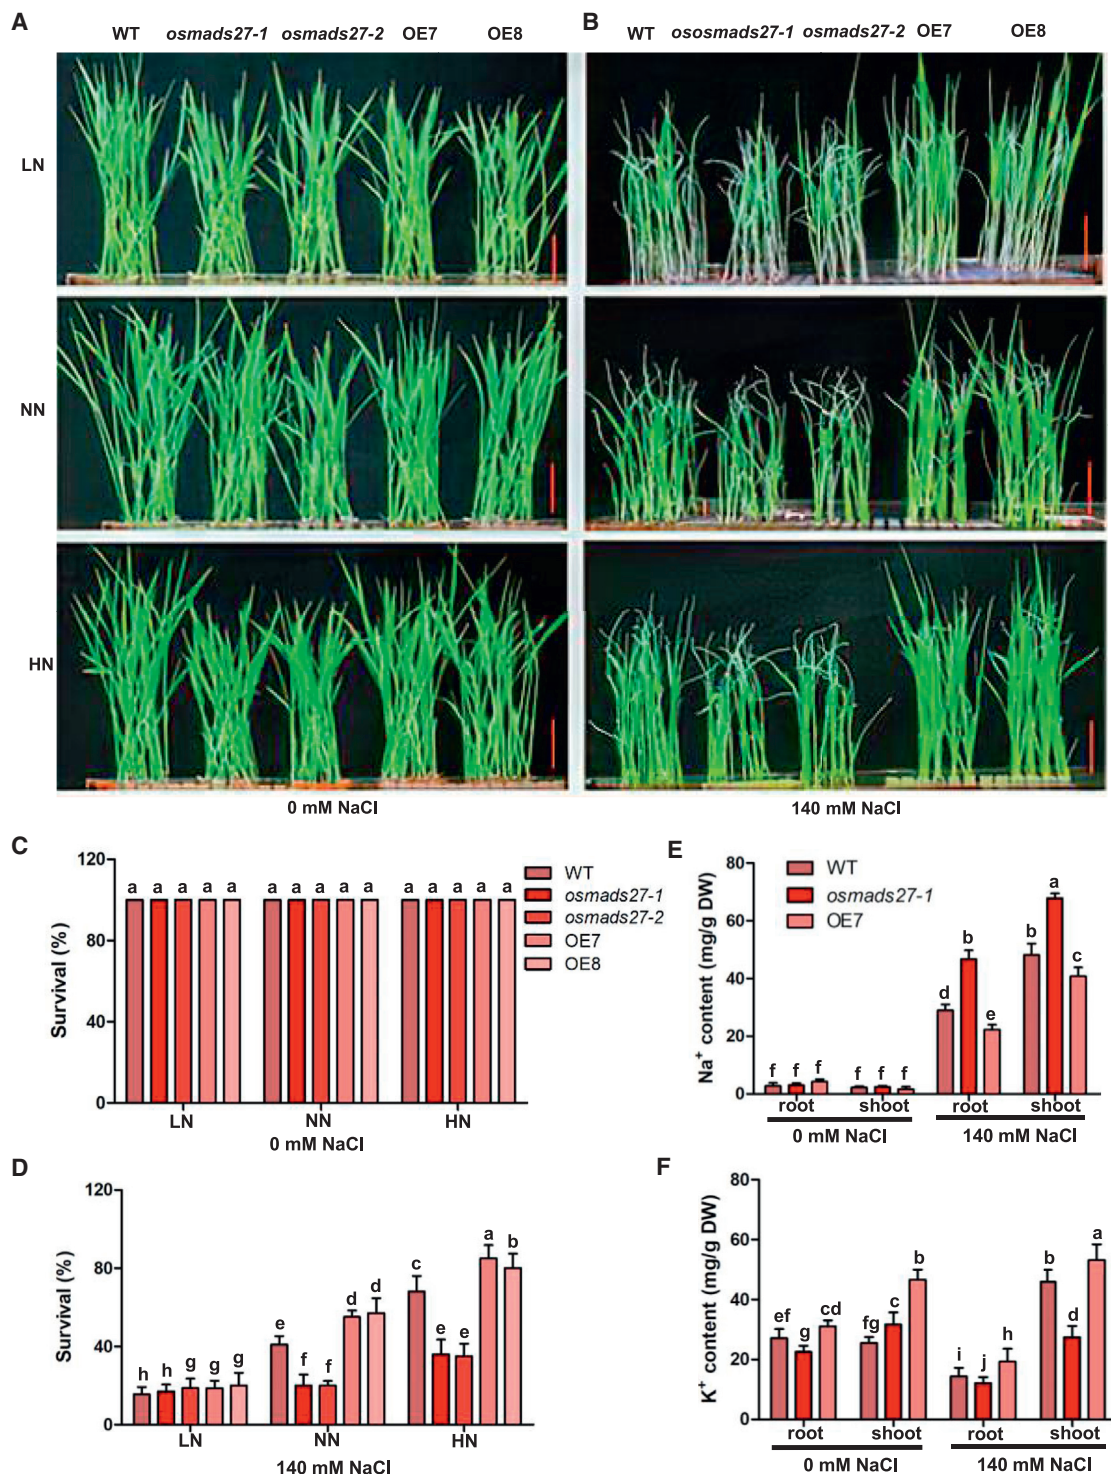 A
WT osmads27-1 osmads27-2 OE7 OE8
B
WT ososmads27-1 osmads27-2 OE7 OE8
LN
NN
HN
0 mM NaCl
140 mM NaCl
C
Survival (%)
120
80
40
0
a a a a a
a a a a a
a a a a a
LN NN HN
0 mM NaCl
WT
osmads27-1
osmads27-2
OE7
OE8
D
Survival (%)
120
80
40
0
h h g g g
e f f d d
c e e a b
LN NN HN
140 mM NaCl
E
Na+ content (mg/g DW)
80
60
40
20
0
WT
osmads27-1
OE7
f f f
f f f
d b e
b a c
root shoot root shoot
0 mM NaCl 140 mM NaCl
F
K+ content (mg/g DW)
80
60
40
20
0
ef g cd
fg c b
i j h
b d a
root shoot root shoot
0 mM NaCl 140 mM NaCl